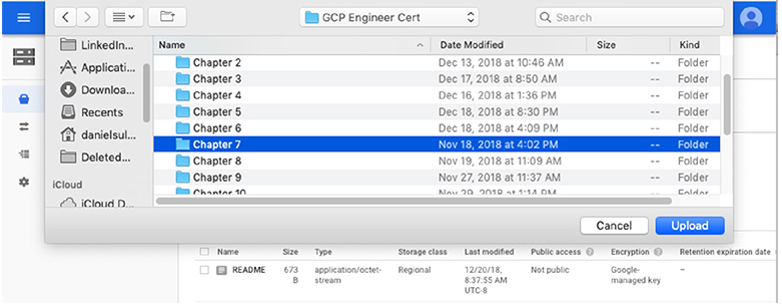 GCP Engineer Cert
Search
LinkedIn...
Applicati...
Downloa...
Recents
danielsul...
Deleted...
iCloud
iCloud D...
Name Date Modified Size Kind
Chapter 2 Dec 13, 2018 at 10:46 AM -- Folder
Chapter 3 Dec 17, 2018 at 8:50 AM -- Folder
Chapter 4 Dec 16, 2018 at 1:36 PM -- Folder
Chapter 5 Dec 18, 2018 at 8:30 PM -- Folder
Chapter 6 Dec 18, 2018 at 4:09 PM -- Folder
Chapter 7 Nov 18, 2018 at 4:02 PM -- Folder
Chapter 8 Nov 19, 2018 at 11:09 AM -- Folder
Chapter 9 Nov 27, 2018 at 11:37 AM -- Folder
Chapter 10 Nov 29, 2018 at 1:14 PM -- Folder
Cancel Upload
Name Size Type Storage class Last modified Public access Encryption Retention expiration date
README 673 B application/octet-stream Regional 12/20/18, 8:37:55 AM UTC-8 Not public Google-managed key –